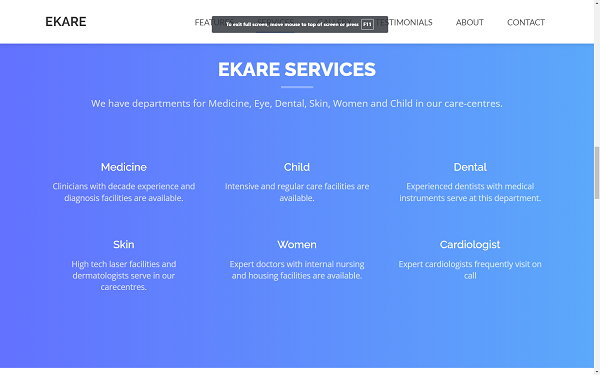 EKARE
TESTIMONIALS
ABOUT
CONTACT
To exit full screen, move mouse to top of screen or press F11
EKARE SERVICES
We have departments for Medicine, Eye, Dental, Skin, Women and Child in our care-centres.
Medicine
Clinicians with decade experience and
diagnosis facilities are available.
Child
Intensive and regular care facilities are
available.
Dental
Experienced dentists with medical
instruments serve at this department.
Skin
High tech laser facilities and
dermatologists serve in our
carecentres.
Women
Expert doctors with internal nursing
and housing facilities are available.
Cardiologist
Expert cardiologists frequently visit on
call